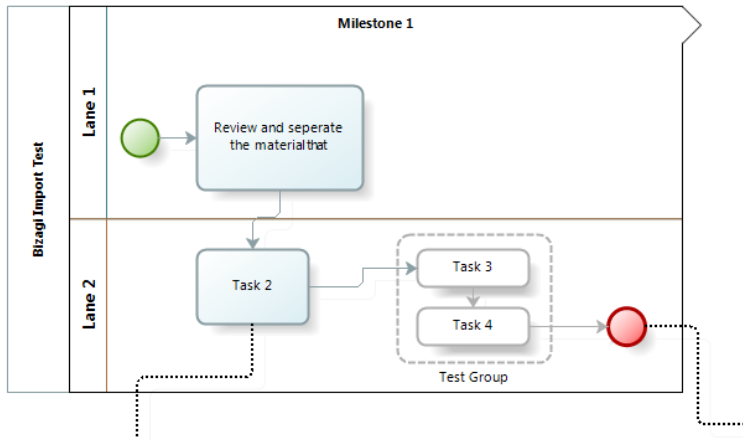 Milestone 1
Bizagi Import Test
Lane 1
Review and seperate
the materialthat
Lane 2
Task 2
Task 3
Task 4
Test Group